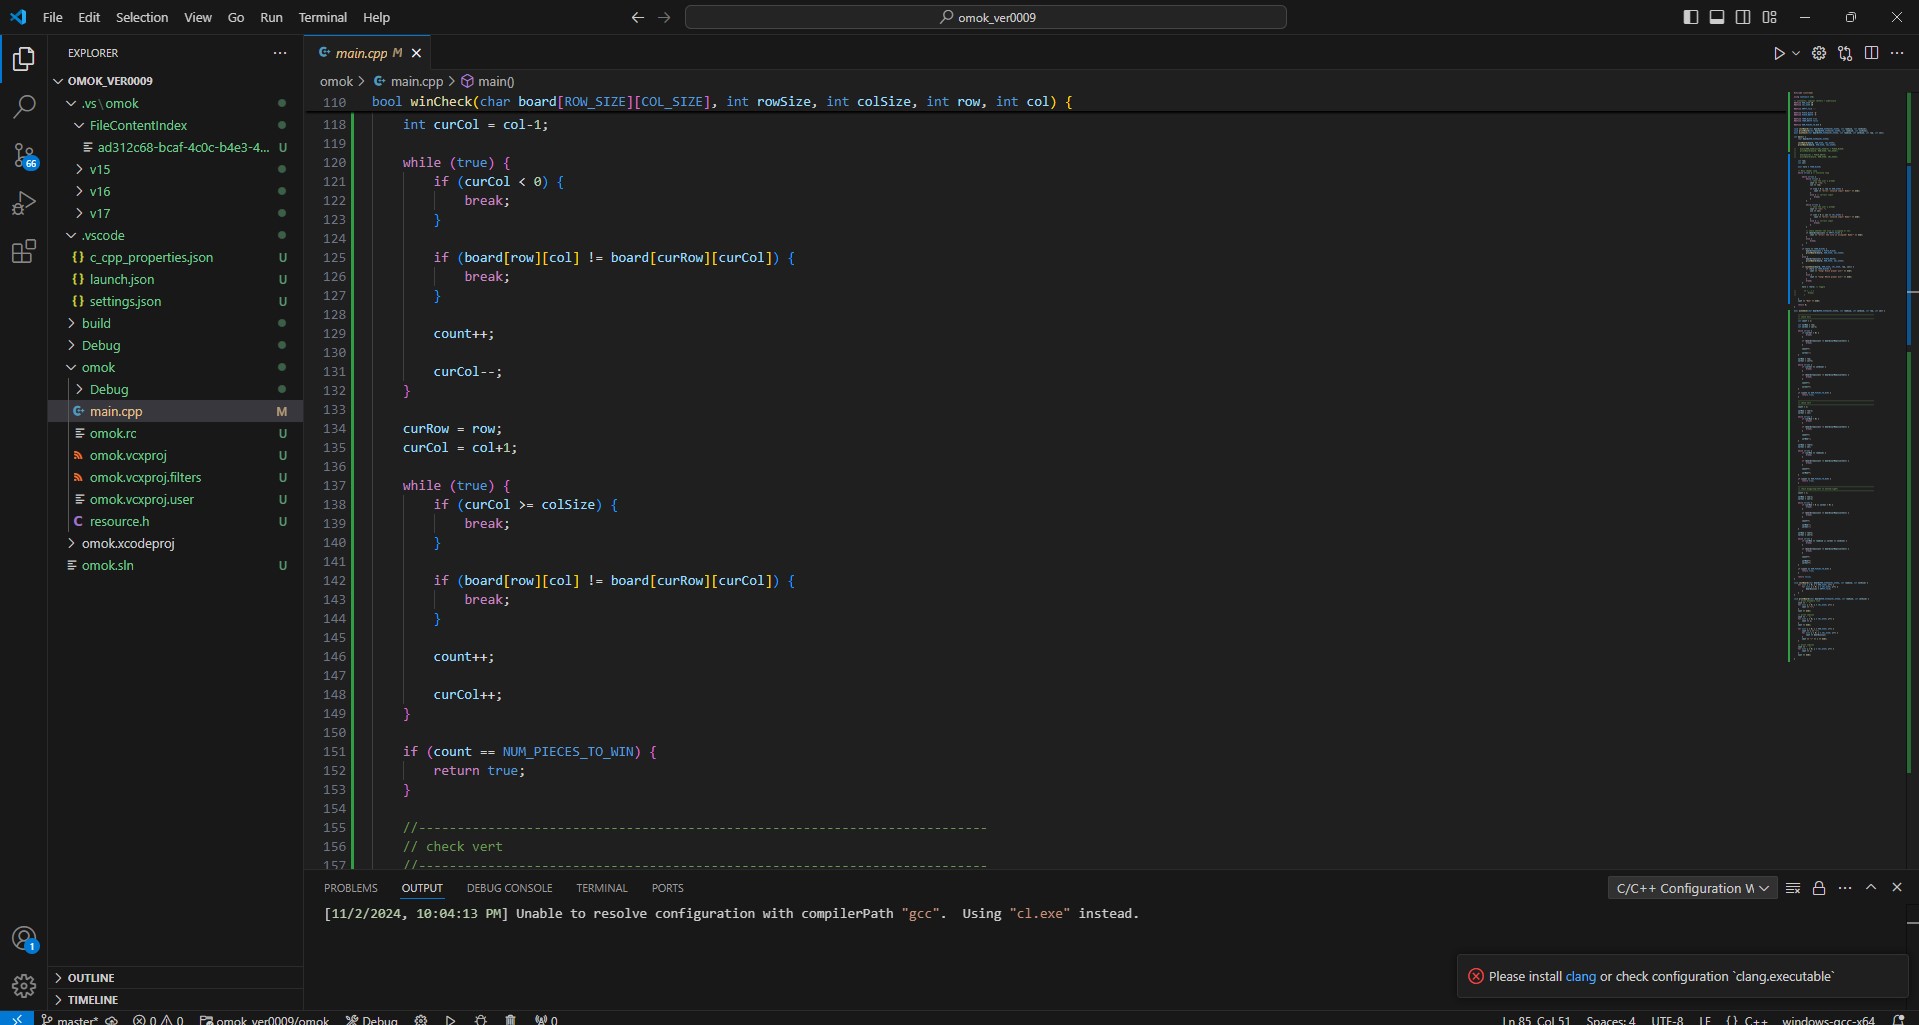 File Edit Selection View Go Run Terminal Help
omok_ver0009
EXPLORER
OMOK_VER0009
.vs\omok
FileContentIndex
ad312c68-bcaf-4c0c-b4e3-4... U
v15
v16
v17
.vscode
c_cpp_properties.json U
launch.json U
settings.json U
build
Debug
omok
Debug
main.cpp M
omok.rc U
omok.vcxproj U
omok.vcxproj.filters U
omok.vcxproj.user U
resource.h U
omok.xcodeproj
omok.sln U
OUTLINE
TIMELINE
66
1
main.cpp M
omok > main.cpp > main()
110 bool winCheck(char board[ROW_SIZE][COL_SIZE], int rowSize, int colSize, int row, int col) {
118 int curCol = col-1;
119
120 while (true) {
121 if (curCol < 0) {
122 break;
123 }
124
125 if (board[row][col] != board[curRow][curCol]) {
126 break;
127 }
128
129 count++;
130
131 curCol--;
132 }
133
134 curRow = row;
135 curCol = col+1;
136
137 while (true) {
138 if (curCol >= colSize) {
139 break;
140 }
141
142 if (board[row][col] != board[curRow][curCol]) {
143 break;
144 }
145
146 count++;
147
148 curCol++;
149 }
150
151 if (count == NUM_PIECES_TO_WIN) {
152 return true;
153 }
154
155 //--------------------------------------------------------------------------
156 // check vert
157 //--------------------------------------------------------------------------
PROBLEMS OUTPUT DEBUG CONSOLE TERMINAL PORTS
C/C++ Configuration W
[11/2/2024, 10:04:13 PM] Unable to resolve configuration with compilerPath "gcc".  Using "cl.exe" instead.
Please install clang or check configuration `clang.executable`
master* 0 0 omok_ver0009/omok Debug 0 Ln 85, Col 51 Spaces: 4 UTF-8 LF {} C++ windows-gcc-x64